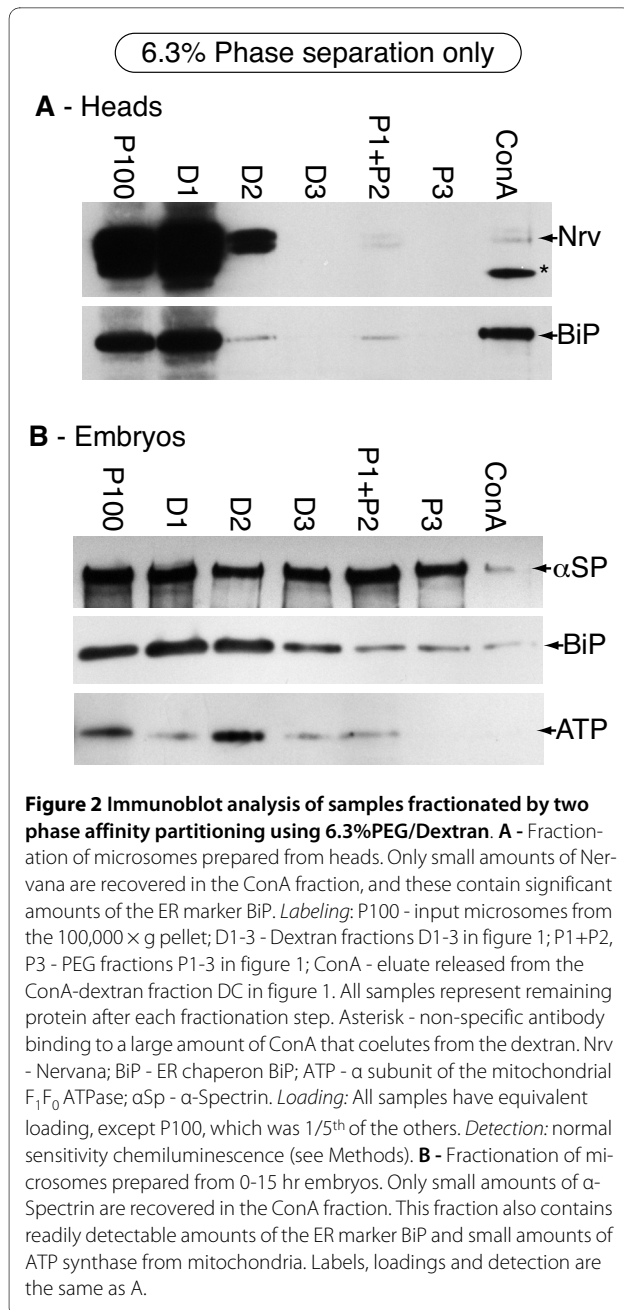 6.3% Phase separation only
A - Heads
P100 D1 D2 D3 P1+P2 P3 ConA
Nrv
*
BiP
B - Embryos
P100 D1 D2 D3 P1+P2 P3 ConA
αSP
BiP
ATP
Figure 2 Immunoblot analysis of samples fractionated by two
phase affinity partitioning using 6.3%PEG/Dextran. A - Fraction-
ation of microsomes prepared from heads. Only small amounts of Ner-
vana are recovered in the ConA fraction, and these contain significant
amounts of the ER marker BiP. Labeling: P100 - input microsomes from
the 100,000 × g pellet; D1-3 - Dextran fractions D1-3 in figure 1; P1+P2,
P3 - PEG fractions P1-3 in figure 1; ConA - eluate released from the
ConA-dextran fraction DC in figure 1. All samples represent remaining
protein after each fractionation step. Asterisk - non-specific antibody
binding to a large amount of ConA that coelutes from the dextran. Nrv
- Nervana; BiP - ER chaperon BiP; ATP - α subunit of the mitochondrial
F1F0 ATPase; αSp - α-Spectrin. Loading: All samples have equivalent
loading, except P100, which was 1/5th of the others. Detection: normal
sensitivity chemiluminescence (see Methods). B - Fractionation of mi-
crosomes prepared from 0-15 hr embryos. Only small amounts of α-
Spectrin are recovered in the ConA fraction. This fraction also contains
readily detectable amounts of the ER marker BiP and small amounts of
ATP synthase from mitochondria. Labels, loadings and detection are
the same as A.